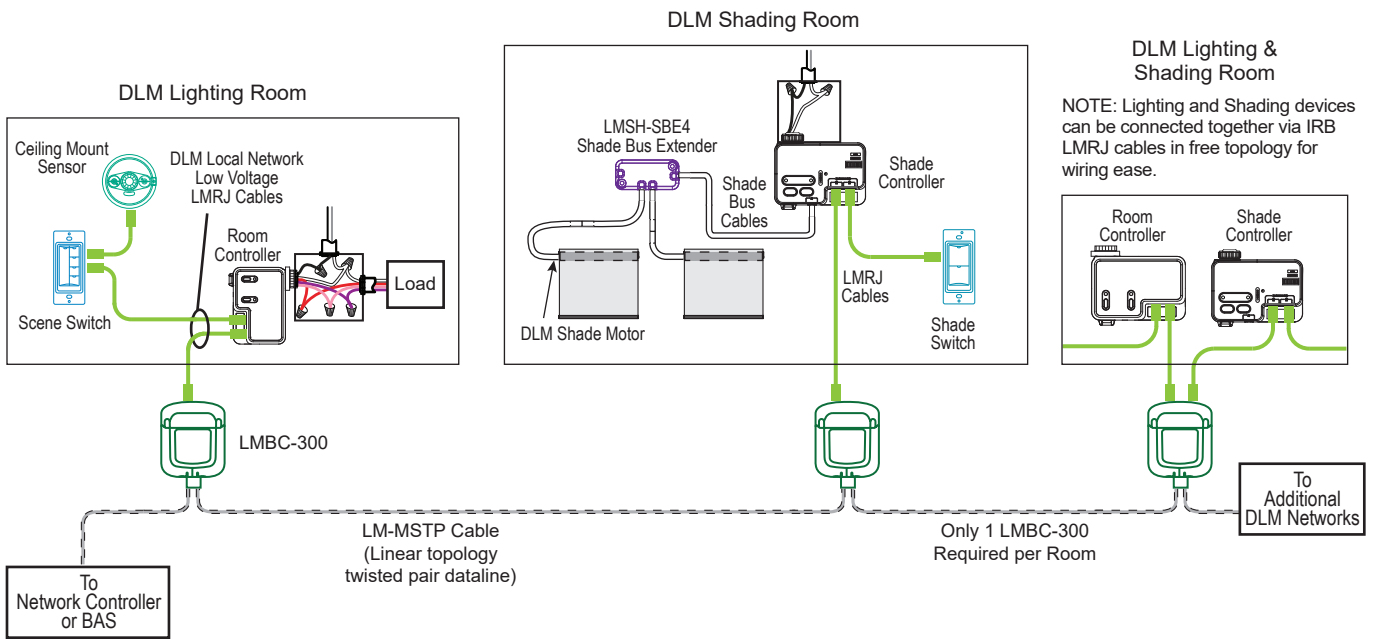 DLM Shading Room
DLM Lighting &
Shading Room
NOTE: Lighting and Shading devices
can be connected together via IRB
LMRJ cables in free topology for
wiring ease.
DLM Lighting Room
Ceiling Mount
Sensor
DLM Local Network
Low Voltage
LMRJ Cables
Room
Controller
Load
Scene Switch
LMSH-SBE4
Shade Bus Extender
Shade
Bus
Cables
Shade
Controller
LMRJ
Cables
DLM Shade Motor
Shade
Switch
Room
Controller
Shade
Controller
LMBC-300
LM-MSTP Cable
(Linear topology
twisted pair dataline)
Only 1 LMBC-300
Required per Room
To
Additional
DLM Networks
To
Network Controller
or BAS